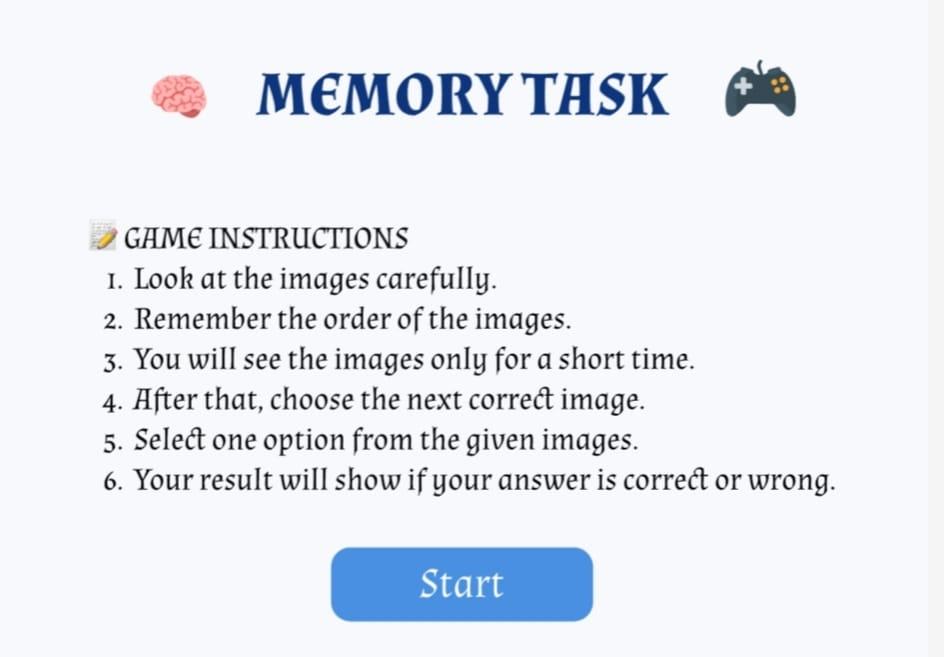 MEMORY TASK
GAME INSTRUCTIONS
1. Look at the images carefully.
2. Remember the order of the images.
3. You will see the images only for a short time.
4. After that, choose the next correct image.
5. Select one option from the given images.
6. Your result will show if your answer is correct or wrong.
Start